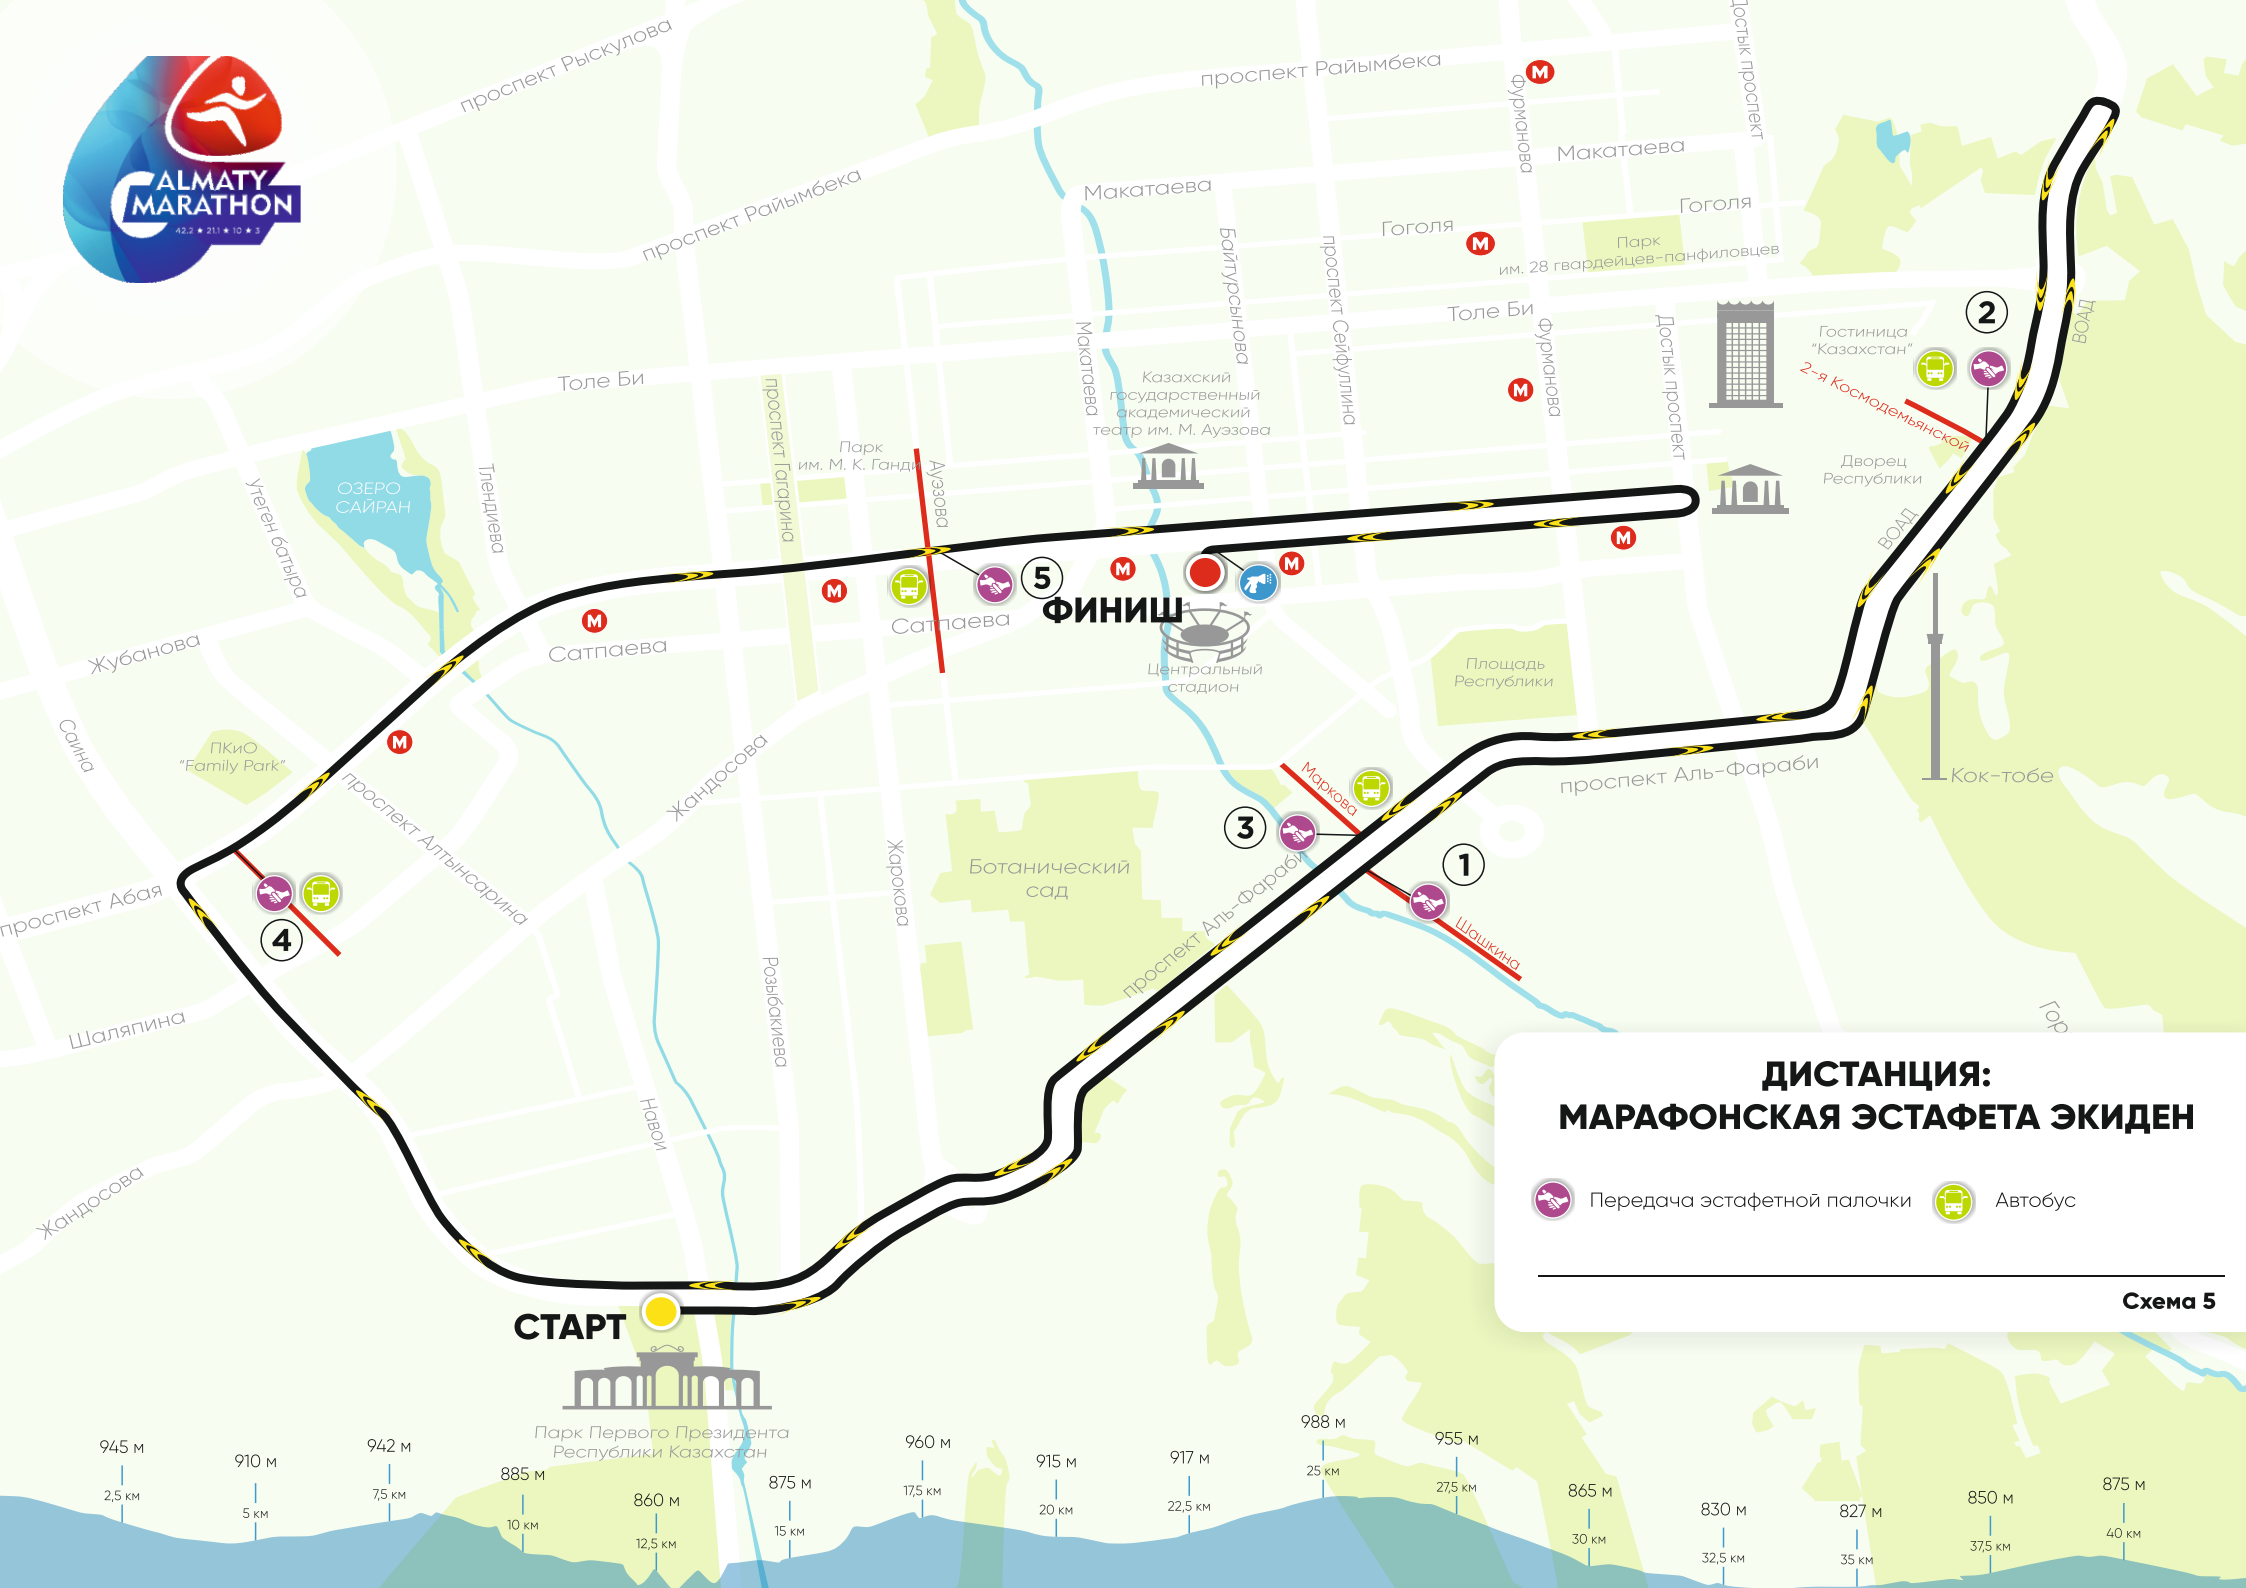 ALMATY
MARATHON
42.2 ★ 21.1 ★ 10 ★ 3
проспект Рыскулова
проспект Райымбека
проспект Райымбека
Достык проспект
Фурманова
Макатаева
Макатаева
Гоголя
Гоголя
Парк
им. 28 гвардейцев-панфиловцев
Байтурсынова
проспект Сейфуллина
Толе Би
Толе Би
Макатаева
Фурманова
Достык проспект
Гостиница
"Казахстан"
2
ВОАД
2-я Космодемьянской
Казахский
государственный
академический
театр им. М. Ауэзова
проспект Гагарина
Парк
им. М. К. Ганди
Ауэзова
Дворец
Республики
ВОАД
ОЗЕРО
САЙРАН
Тлендиева
Утеген батыра
M
M
M
M
M
M
M
M
M
5
ФИНИШ
Сатпаева
Сатпаева
Жубанова
Центральный
стадион
Площадь
Республики
Саина
ПКиО
"Family Park"
проспект Алтынсарина
Жандосова
проспект Аль-Фараби
Кок-тобе
Маркова
3
1
Шашкина
проспект Аль-Фараби
Ботанический
сад
Жарокова
проспект Абая
4
Шаляпина
Розыбакиева
Навои
Жандосова
Гор
ДИСТАНЦИЯ:
МАРАФОНСКАЯ ЭСТАФЕТА ЭКИДЕН
Передача эстафетной палочки
Автобус
Схема 5
СТАРТ
Парк Первого Президента
Республики Казахстан
945 м
2,5 км
910 м
5 км
942 м
7,5 км
885 м
10 км
860 м
12,5 км
875 м
15 км
960 м
17,5 км
915 м
20 км
917 м
22,5 км
988 м
25 км
955 м
27,5 км
865 м
30 км
830 м
32,5 км
827 м
35 км
850 м
37,5 км
875 м
40 км